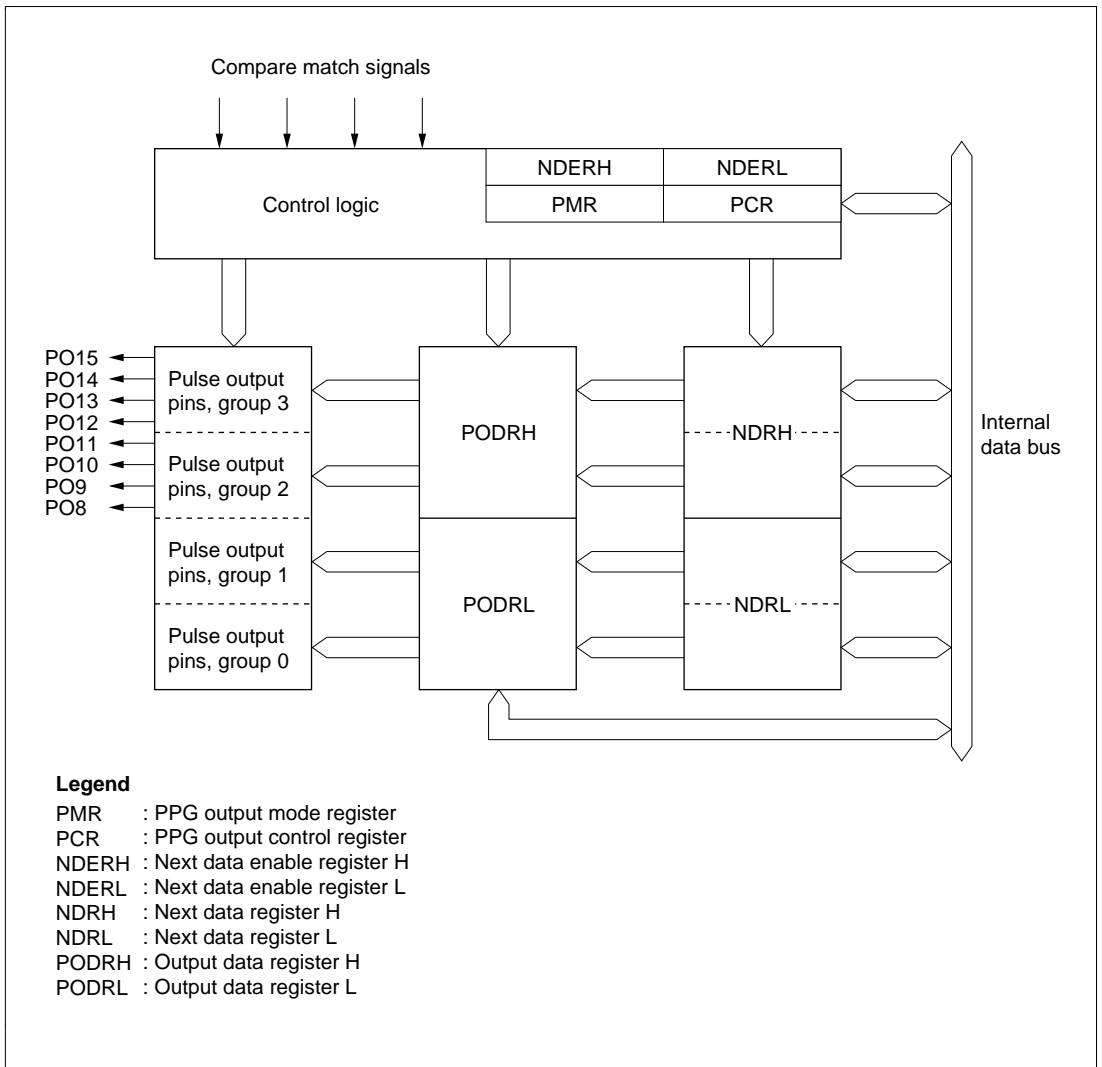 Compare match signals
NDERH NDERL
Control logic PMR PCR
PO15
PO14
PO13
PO12
PO11
PO10
PO9
PO8
Pulse output
pins, group 3
Pulse output
pins, group 2
Pulse output
pins, group 1
Pulse output
pins, group 0
PODRH
PODRL
NDRH
NDRL
Internal
data bus
Legend
PMR : PPG output mode register
PCR : PPG output control register
NDERH : Next data enable register H
NDERL : Next data enable register L
NDRH : Next data register H
NDRL : Next data register L
PODRH : Output data register H
PODRL : Output data register L